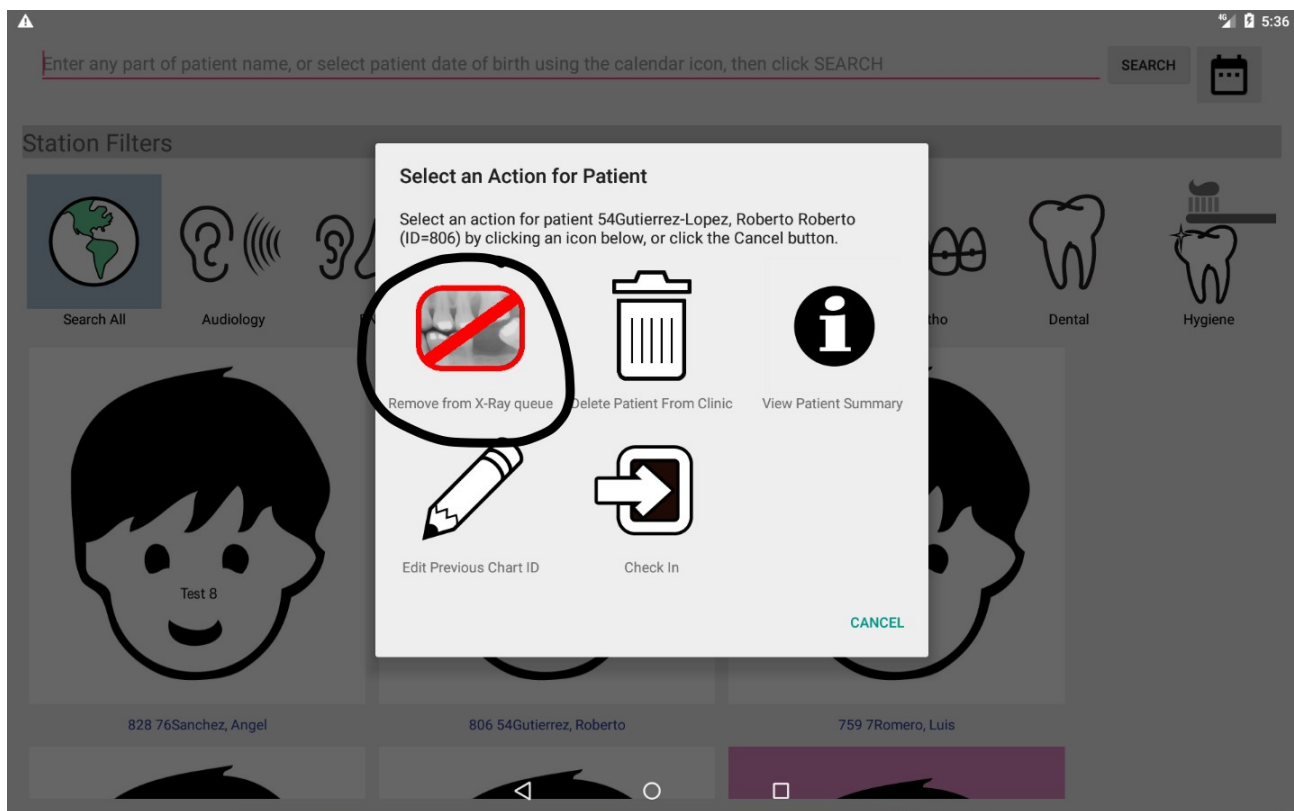 4G 5:36
Enter any part of patient name, or select patient date of birth using the calendar icon, then click SEARCH
SEARCH
Station Filters
Select an Action for Patient
Select an action for patient 54Gutierrez-Lopez, Roberto Roberto
(ID=806) by clicking an icon below, or click the Cancel button.
Search All
Audiology
Dental
Hygiene
Remove from X-Ray queue
Delete Patient From Clinic
View Patient Summary
Edit Previous Chart ID
Check In
Test 8
CANCEL
828 76Sanchez, Angel
806 54Gutierrez, Roberto
759 7Romero, Luis